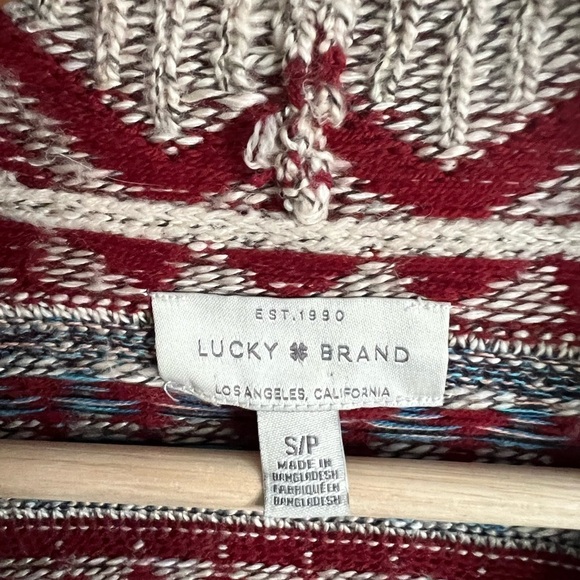 EST. 1990
LUCKY BRAND
LOS ANGELES, CALIFORNIA
S/P
MADE IN
BANGLADESH
FABRIQUÉ EN
BANGLADESH